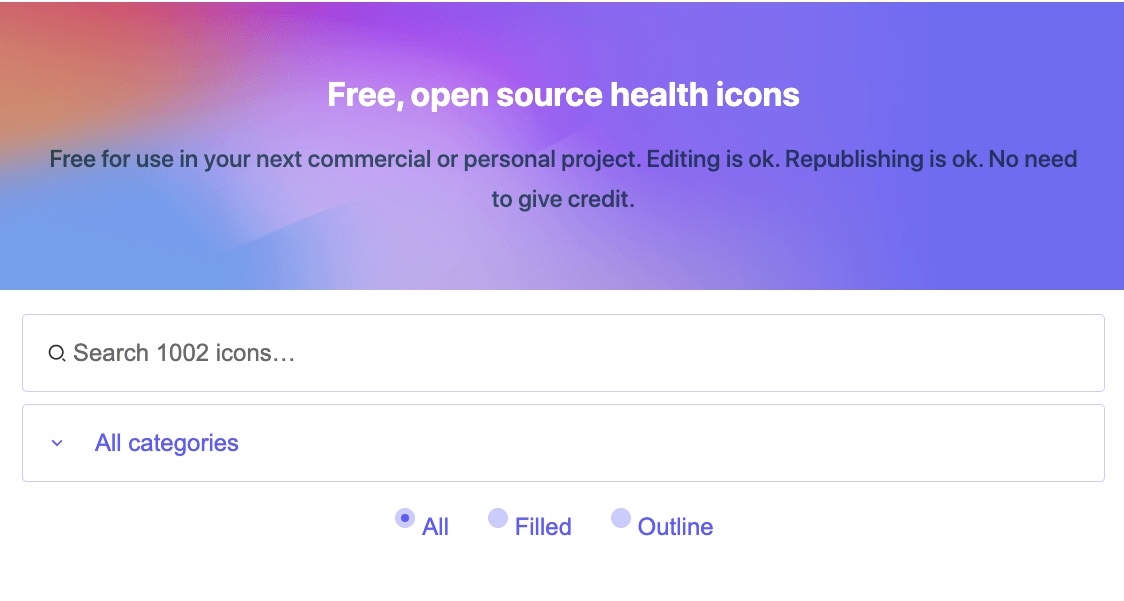 Free, open source health icons
Free for use in your next commercial or personal project. Editing is ok. Republishing is ok. No need
to give credit.
Search 1002 icons…
All categories
All Filled Outline